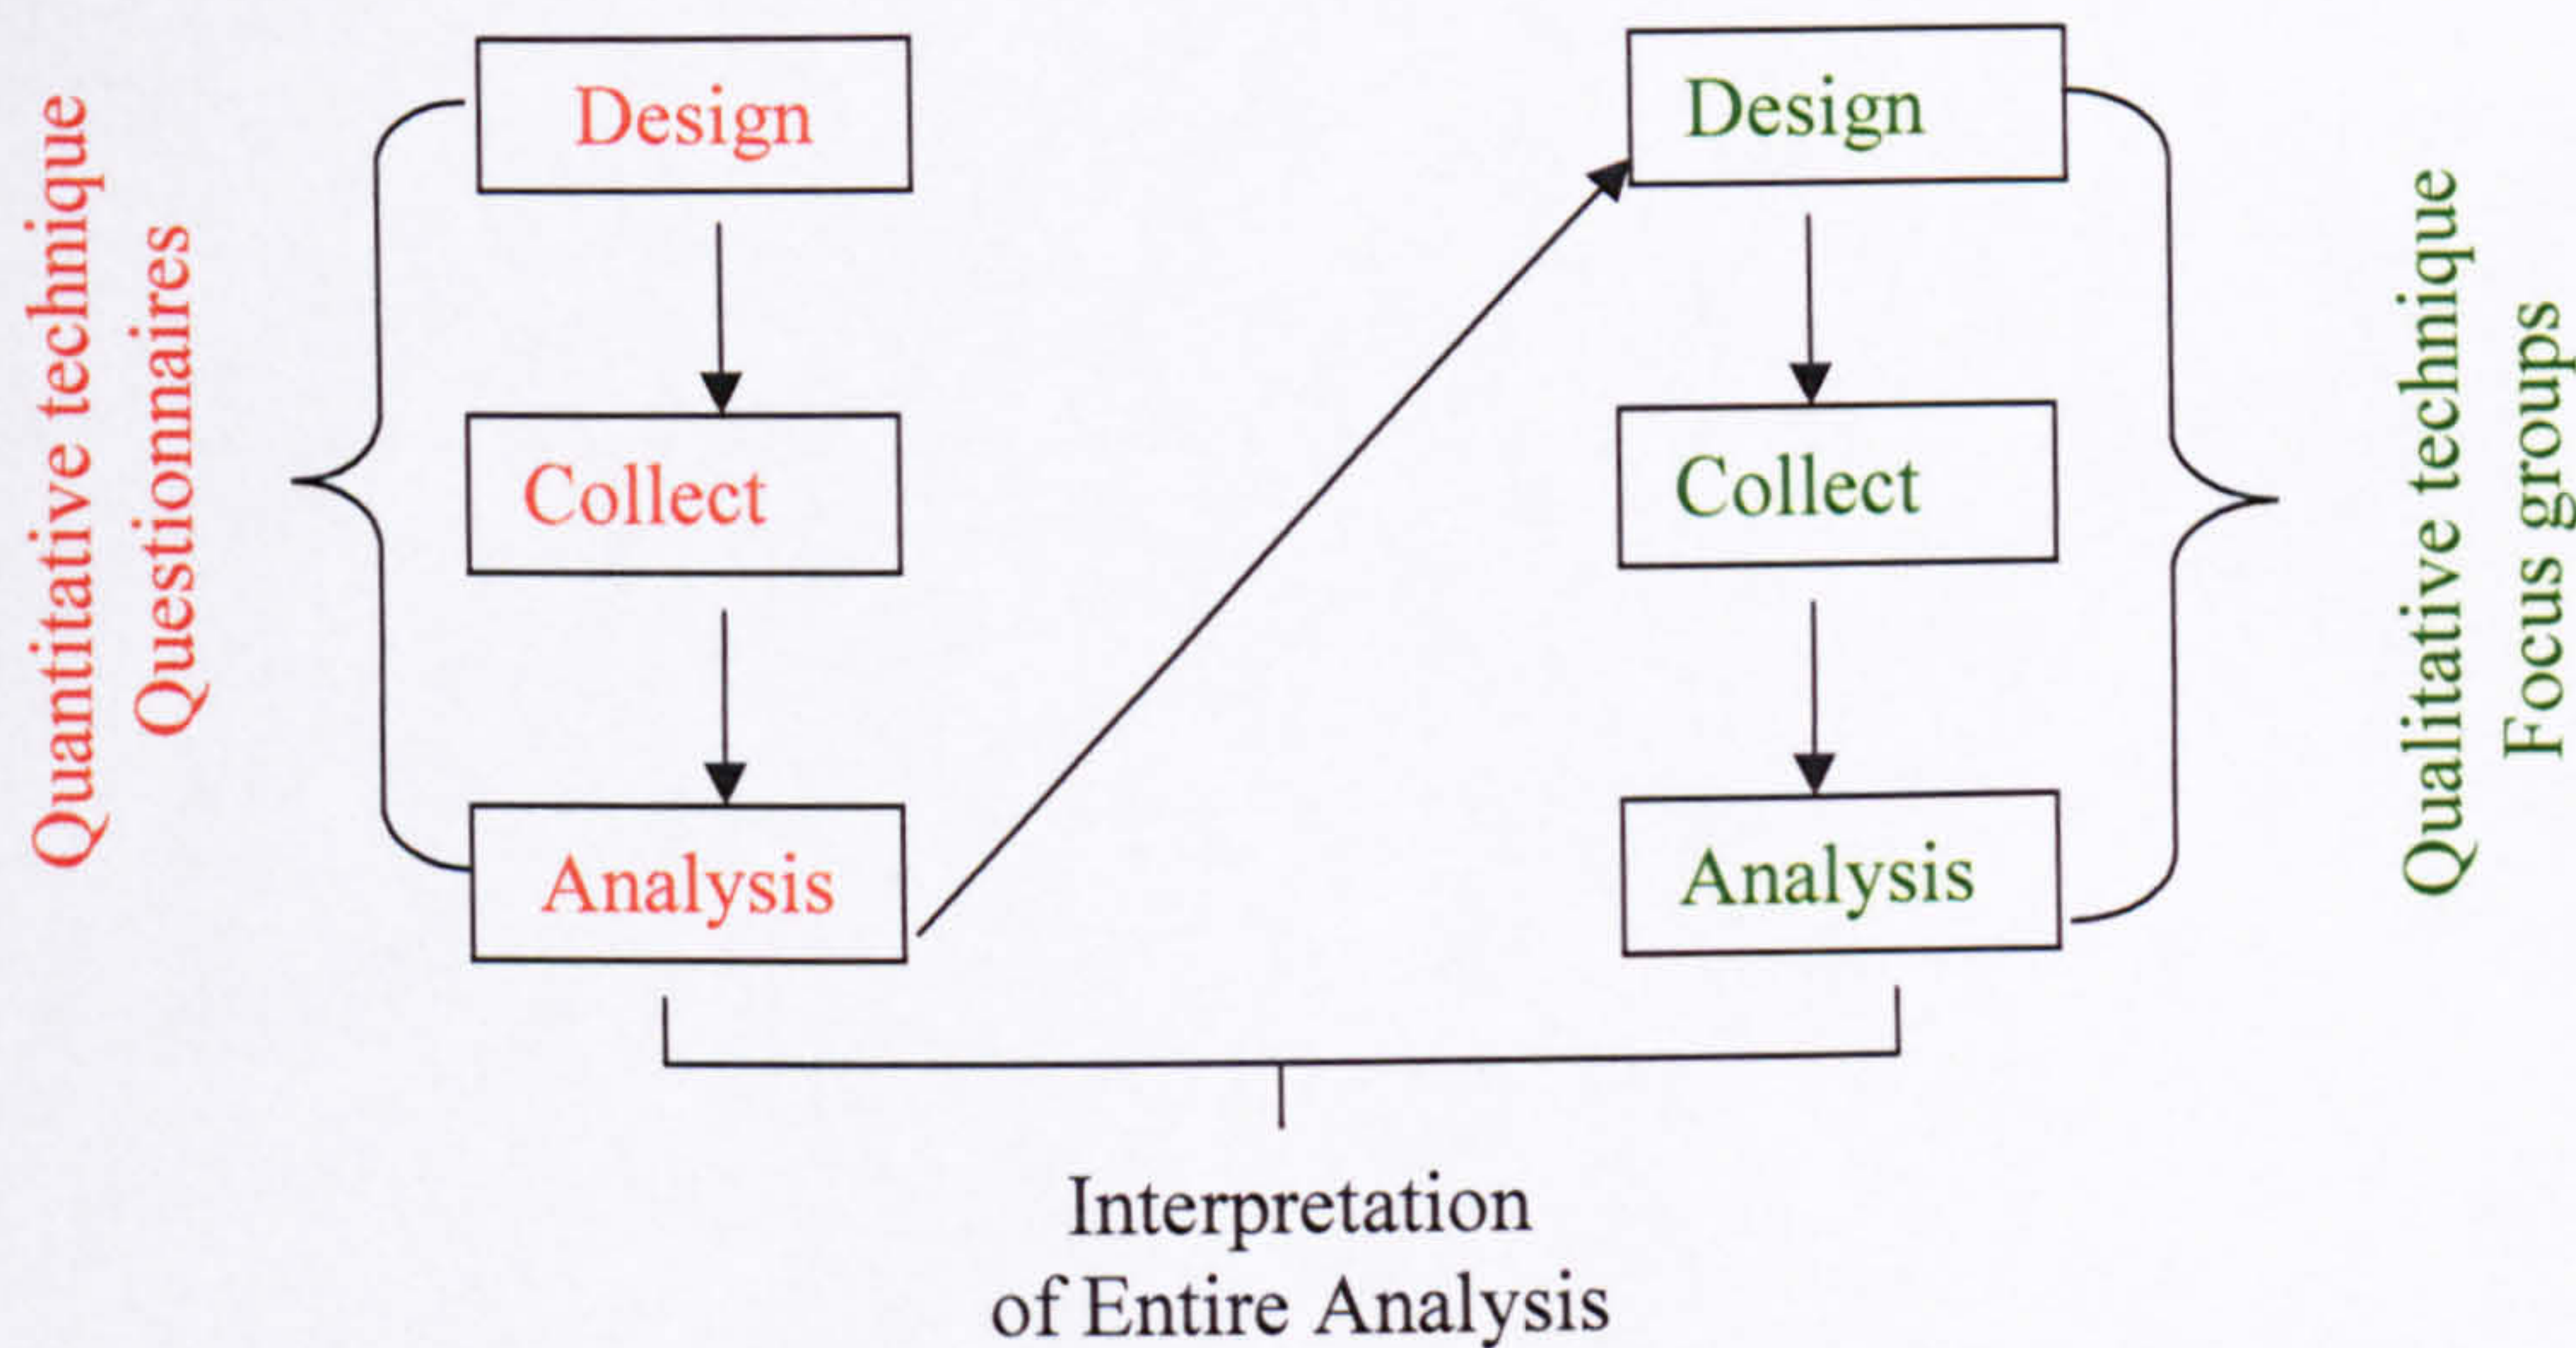 Quantitative technique
Questionnaires
Design
Collect
Analysis
Design
Collect
Analysis
Qualitative technique
Focus groups
Interpretation
of Entire Analysis